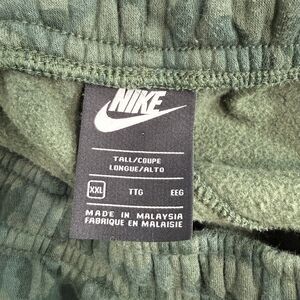 NIKE
TALL/COUPE
LONGUE/ALTO
XXL TTG EEG
MADE IN MALAYSIA
FABRIQUE EN MALAISIE